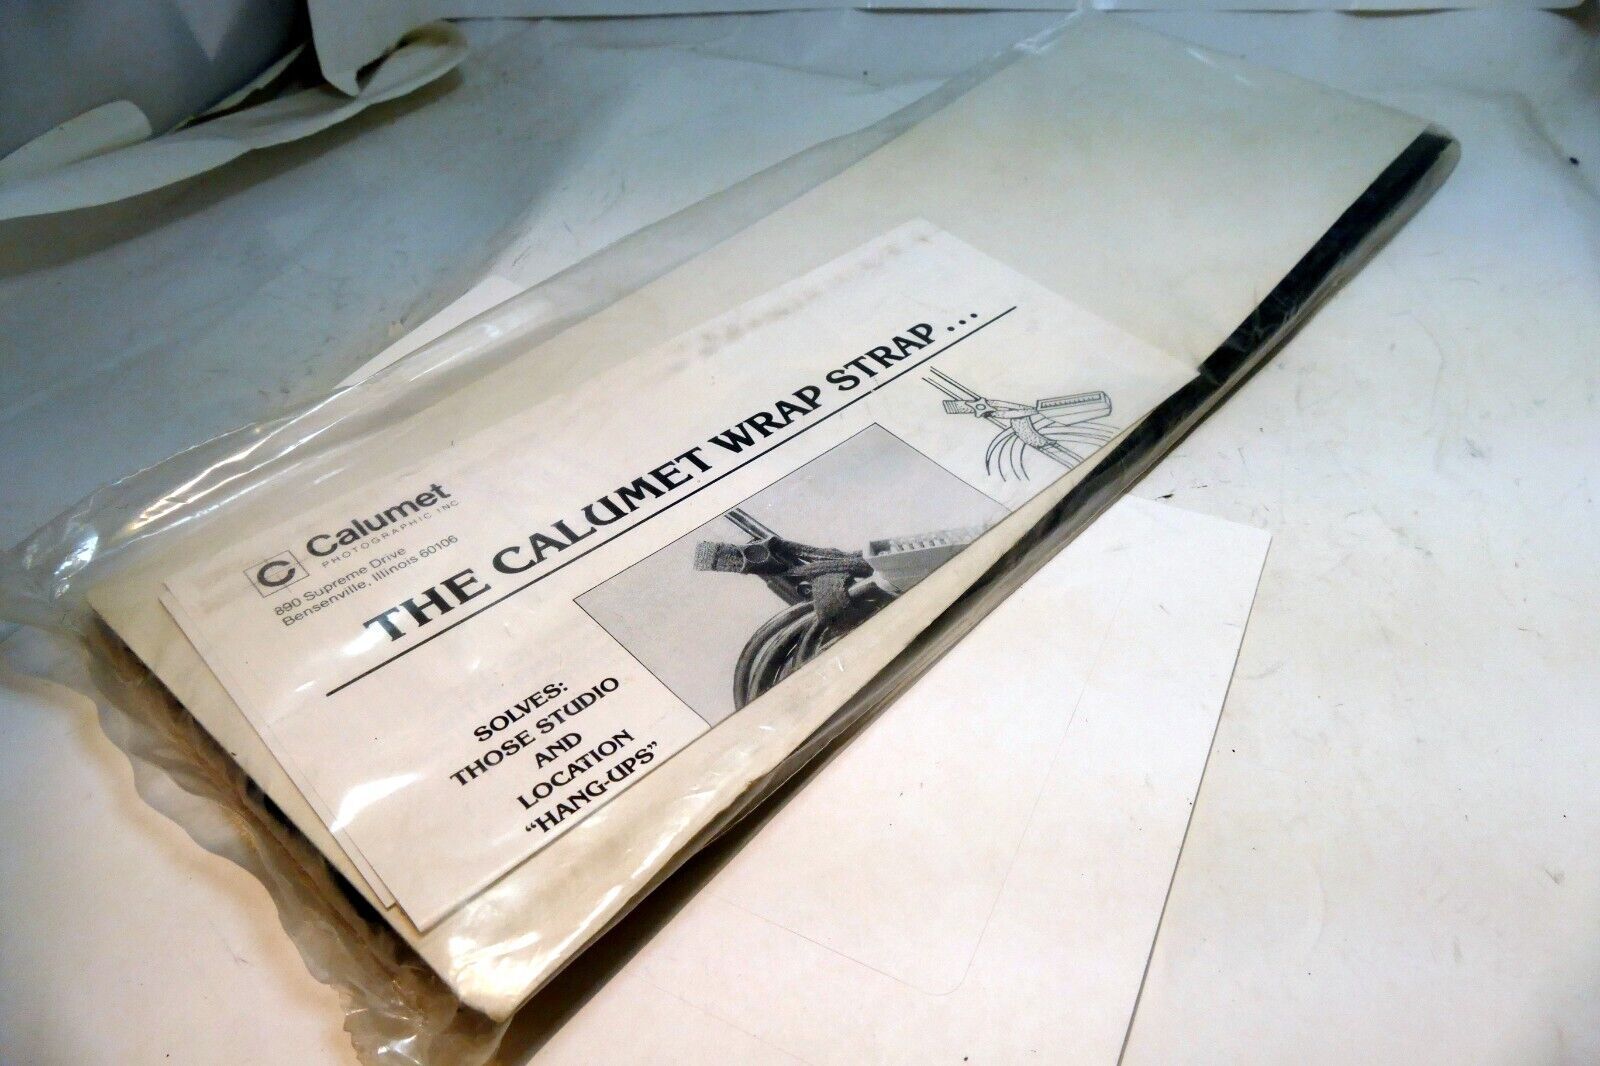 C Calumet
PHOTOGRAPHIC INC
890 Supreme Drive
Bensenville, Illinois 60106
THE CALUMET WRAP STRAP...
SOLVES:
THOSE STUDIO
AND
LOCATION
"HANG-UPS"